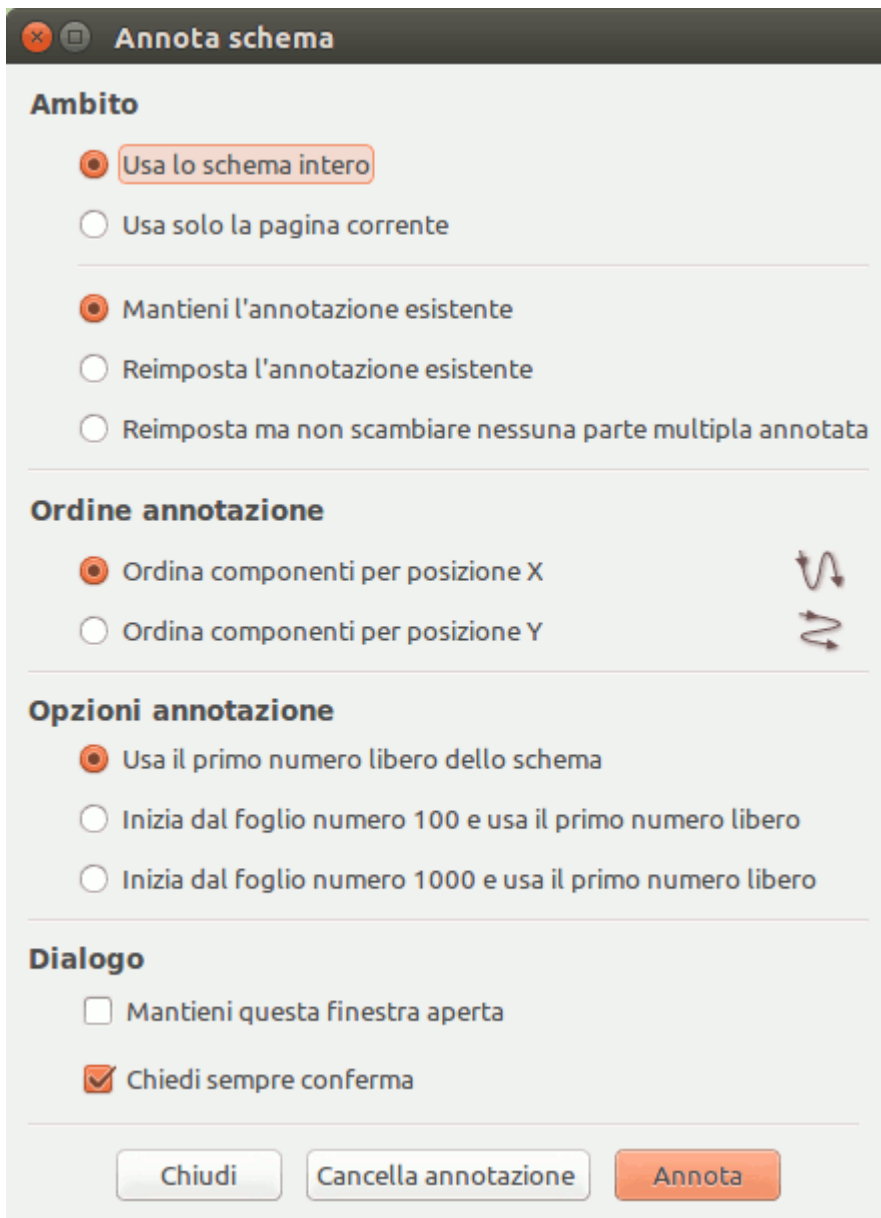 Annota schema
Ambito
Usa lo schema intero
Usa solo la pagina corrente
Mantieni l'annotazione esistente
Reimposta l'annotazione esistente
Reimposta ma non scambiare nessuna parte multipla annotata
Ordine annotazione
Ordina componenti per posizione X
Ordina componenti per posizione Y
Opzioni annotazione
Usa il primo numero libero dello schema
Inizia dal foglio numero 100 e usa il primo numero libero
Inizia dal foglio numero 1000 e usa il primo numero libero
Dialogo
Mantieni questa finestra aperta
Chiedi sempre conferma
Chiudi Cancella annotazione Annota